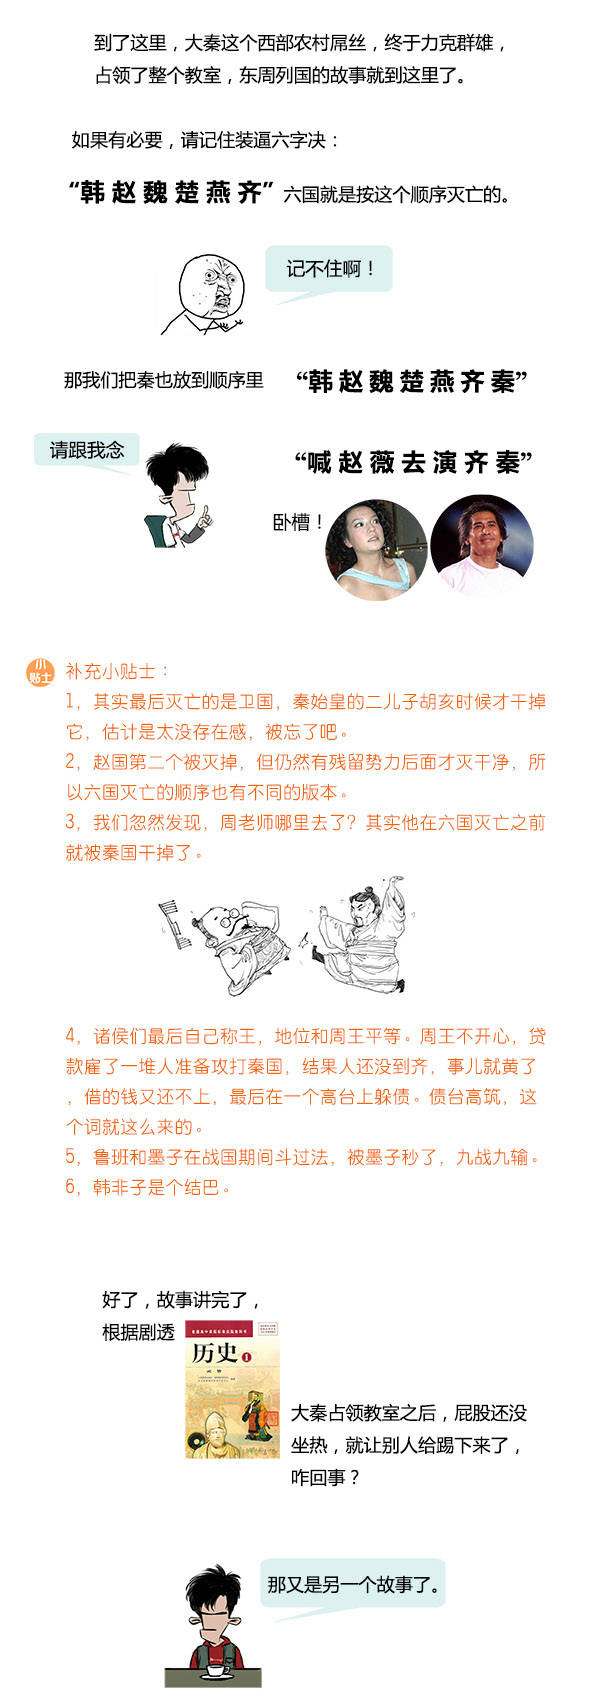 到了这里，大秦这个西部农村屌丝，终于力克群雄，
占领了整个教室，东周列国的故事就到这里了。
如果有必要，请记住装逼六字决：
“韩赵魏楚燕齐”六国就是按这个顺序灭亡的。
记不住啊！
那我们把秦也放到顺序里 “韩赵魏楚燕齐秦”
请跟我念
“喊赵薇去演齐秦”
卧槽！
小
贴士
补充小贴士：
1，其实最后灭亡的是卫国，秦始皇的二儿子胡亥时候才干掉
它，估计是太没存在感，被忘了吧。
2，赵国第二个被灭掉，但仍然有残留势力后面才灭干净，所
以六国灭亡的顺序也有不同的版本。
3，我们忽然发现，周老师哪里去了？其实他在六国灭亡之前
就被秦国干掉了。
4，诸侯们最后自己称王，地位和周王平等。周王不开心，贷
款雇了一堆人准备攻打秦国，结果人还没到齐，事儿就黄了
，借的钱又还不上，最后在一个高台上躲债。债台高筑，这
个词就这么来的。
5，鲁班和墨子在战国期间斗过法，被墨子秒了，九战九输。
6，韩非子是个结巴。
好了，故事讲完了，
根据剧透
历史1
大秦占领教室之后，屁股还没
坐热，就让别人给踢下来了，
咋回事？
那又是另一个故事了。